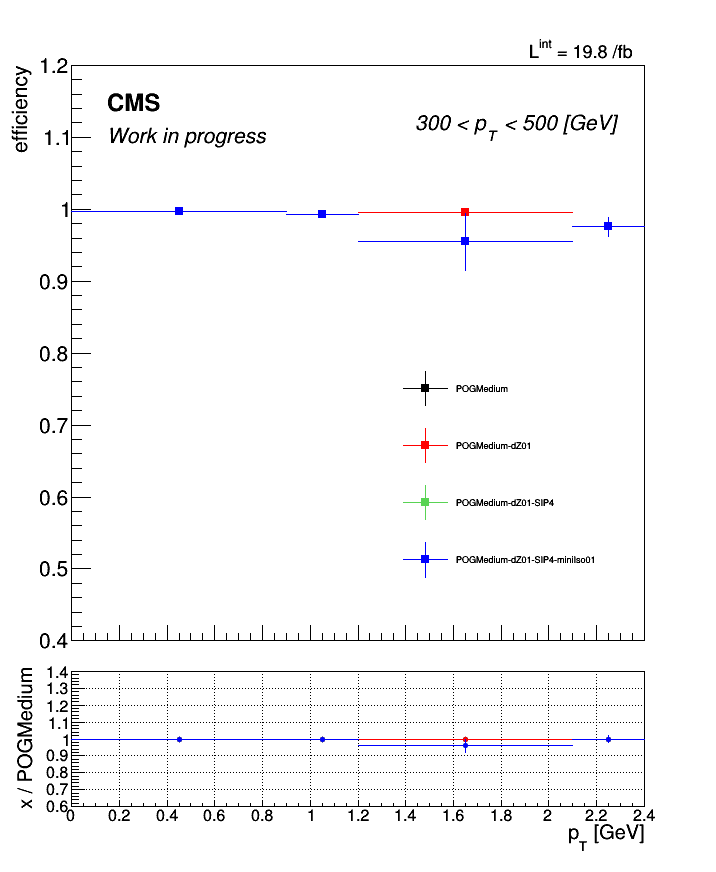 L^int = 19.8 /fb
efficiency
1.2
1.1
1
0.9
0.8
0.7
0.6
0.5
0.4
CMS
Work in progress
300 < p_T < 500 [GeV]
POGMedium
POGMedium-dZ01
POGMedium-dZ01-SIP4
POGMedium-dZ01-SIP4-miniIso01
x / POGMedium
1.4
1.3
1.2
1.1
1
0.9
0.8
0.7
0.6
0 0.2 0.4 0.6 0.8 1 1.2 1.4 1.6 1.8 2 2.2 2.4
p_T [GeV]